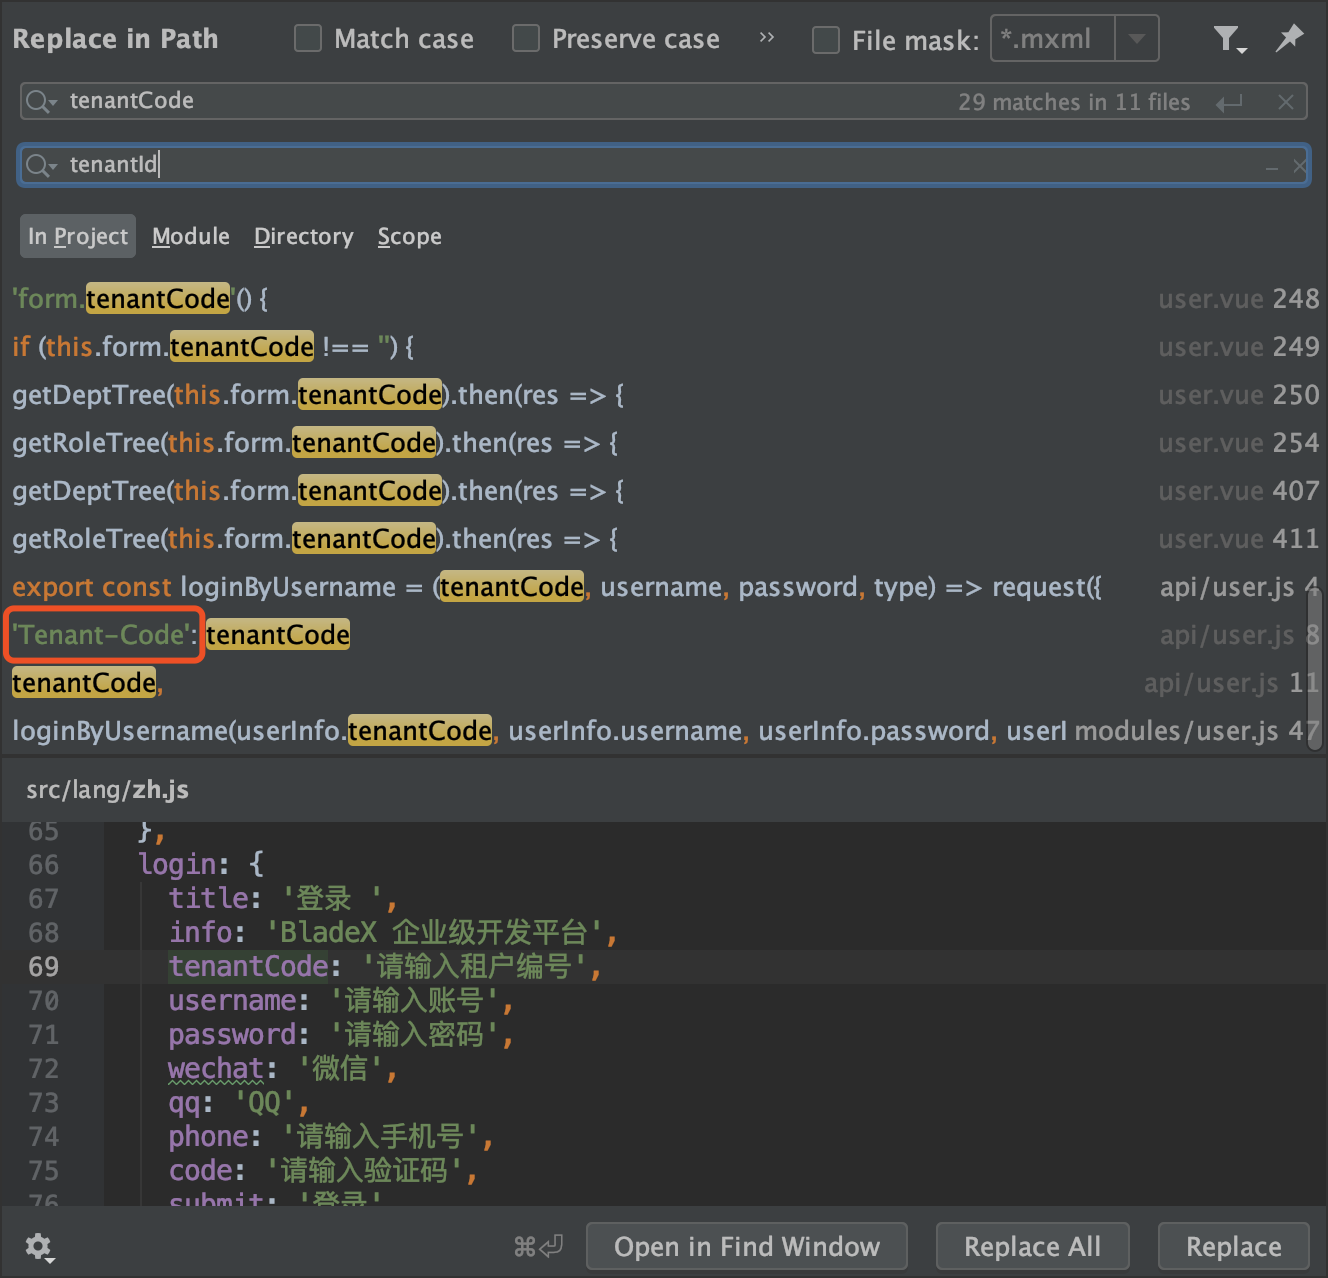 Replace in Path Match case Preserve case » File mask: *.mxml
tenantCode 29 matches in 11 files
tenantId
In Project Module Directory Scope
'form.tenantCode'() { user.vue 248
if (this.form.tenantCode !== '') { user.vue 249
getDeptTree(this.form.tenantCode).then(res => { user.vue 250
getRoleTree(this.form.tenantCode).then(res => { user.vue 254
getDeptTree(this.form.tenantCode).then(res => { user.vue 407
getRoleTree(this.form.tenantCode).then(res => { user.vue 411
export const loginByUsername = (tenantCode, username, password, type) => request({ api/user.js 4
'Tenant-Code': tenantCode api/user.js 8
tenantCode, api/user.js 11
loginByUsername(userInfo.tenantCode, userInfo.username, userInfo.password, userI modules/user.js 47
src/lang/zh.js
65 },
66 login: {
67 title: '登录 ',
68 info: 'BladeX 企业级开发平台',
69 tenantCode: '请输入租户编号',
70 username: '请输入账号',
71 password: '请输入密码',
72 wechat: '微信',
73 qq: 'QQ',
74 phone: '请输入手机号',
75 code: '请输入验证码',
76 submit: '登录'
⌘⏎ Open in Find Window Replace All Replace